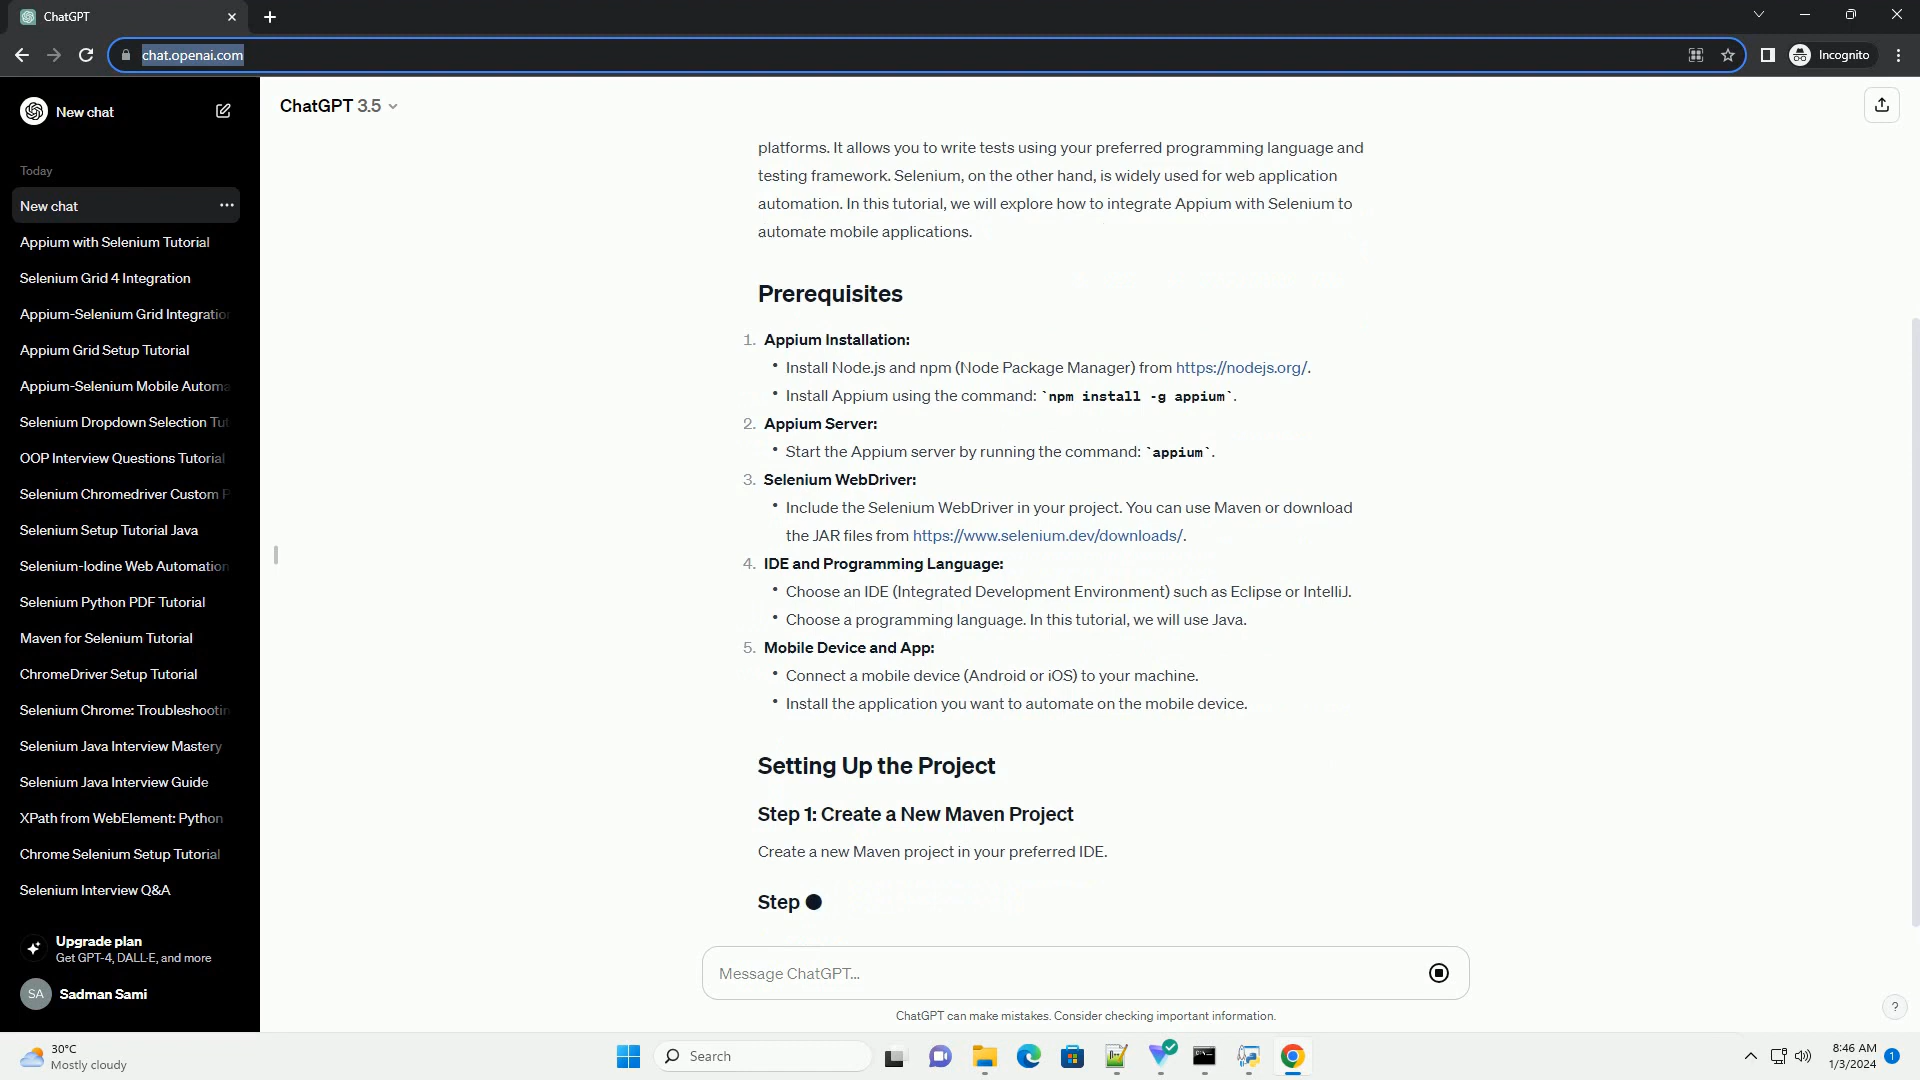 ChatGPT
chat.openai.com
Incognito
New chat
Today
New chat
Appium with Selenium Tutorial
Selenium Grid 4 Integration
Appium-Selenium Grid Integration
Appium Grid Setup Tutorial
Appium-Selenium Mobile Automa
Selenium Dropdown Selection Tut
OOP Interview Questions Tutorial
Selenium Chromedriver Custom P
Selenium Setup Tutorial Java
Selenium-Iodine Web Automation
Selenium Python PDF Tutorial
Maven for Selenium Tutorial
ChromeDriver Setup Tutorial
Selenium Chrome: Troubleshootin
Selenium Java Interview Mastery
Selenium Java Interview Guide
XPath from WebElement: Python
Chrome Selenium Setup Tutorial
Selenium Interview Q&A
Upgrade plan
Get GPT-4, DALL·E, and more
SA Sadman Sami
ChatGPT 3.5
platforms. It allows you to write tests using your preferred programming language and
testing framework. Selenium, on the other hand, is widely used for web application
automation. In this tutorial, we will explore how to integrate Appium with Selenium to
automate mobile applications.
Prerequisites
1. Appium Installation:
• Install Node.js and npm (Node Package Manager) from https://nodejs.org/.
• Install Appium using the command: `npm install -g appium`.
2. Appium Server:
• Start the Appium server by running the command: `appium`.
3. Selenium WebDriver:
• Include the Selenium WebDriver in your project. You can use Maven or download
the JAR files from https://www.selenium.dev/downloads/.
4. IDE and Programming Language:
• Choose an IDE (Integrated Development Environment) such as Eclipse or IntelliJ.
• Choose a programming language. In this tutorial, we will use Java.
5. Mobile Device and App:
• Connect a mobile device (Android or iOS) to your machine.
• Install the application you want to automate on the mobile device.
Setting Up the Project
Step 1: Create a New Maven Project
Create a new Maven project in your preferred IDE.
Step
Message ChatGPT...
ChatGPT can make mistakes. Consider checking important information.
?
30°C
Mostly cloudy
Search
8:46 AM
1/3/2024
1